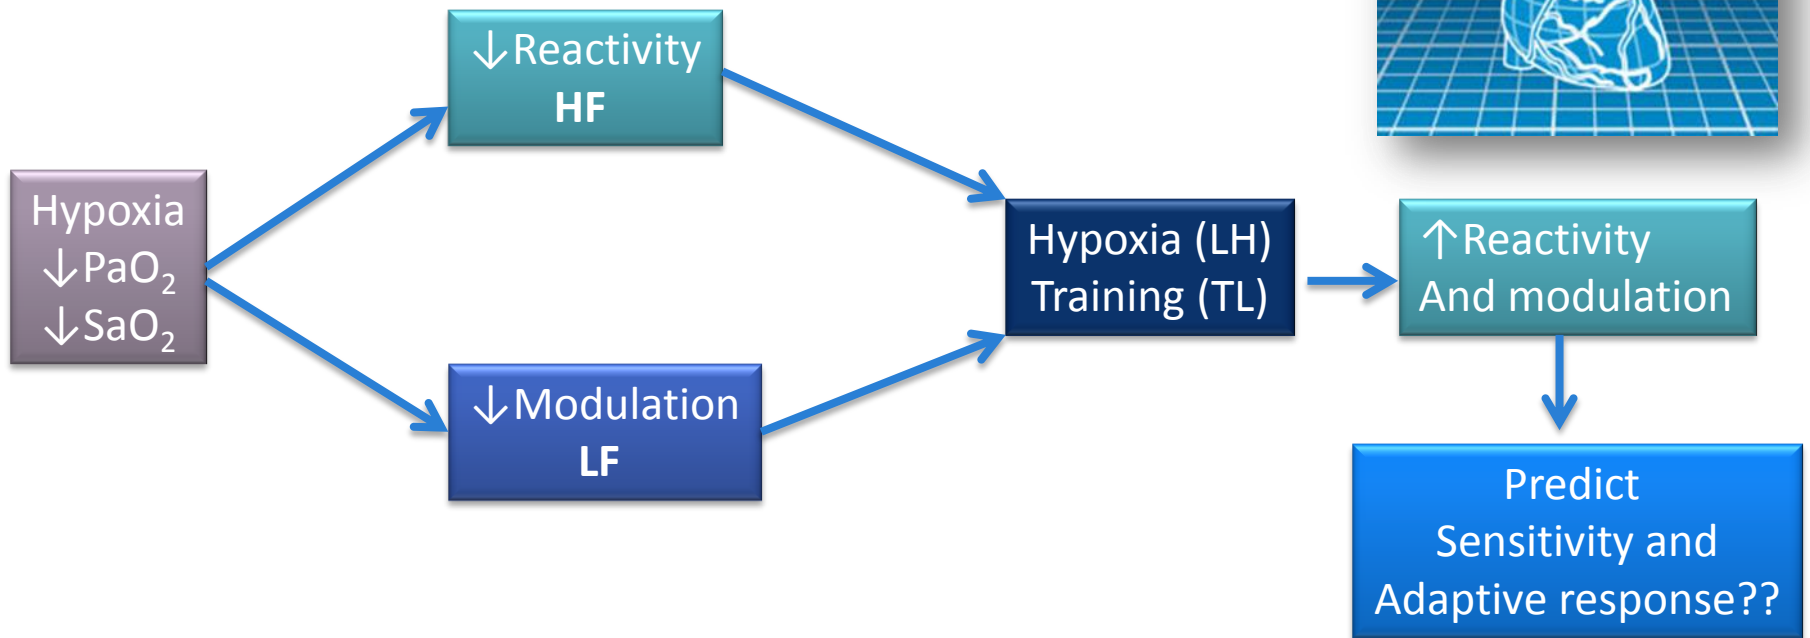 ↓Reactivity
HF
Hypoxia
↓PaO₂
↓SaO₂
Hypoxia (LH)
Training (TL)
↑Reactivity
And modulation
↓Modulation
LF
Predict
Sensitivity and
Adaptive response??